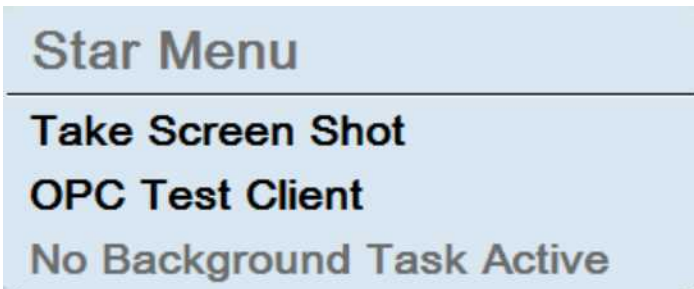 Star Menu
Take Screen Shot
OPC Test Client
No Background Task Active